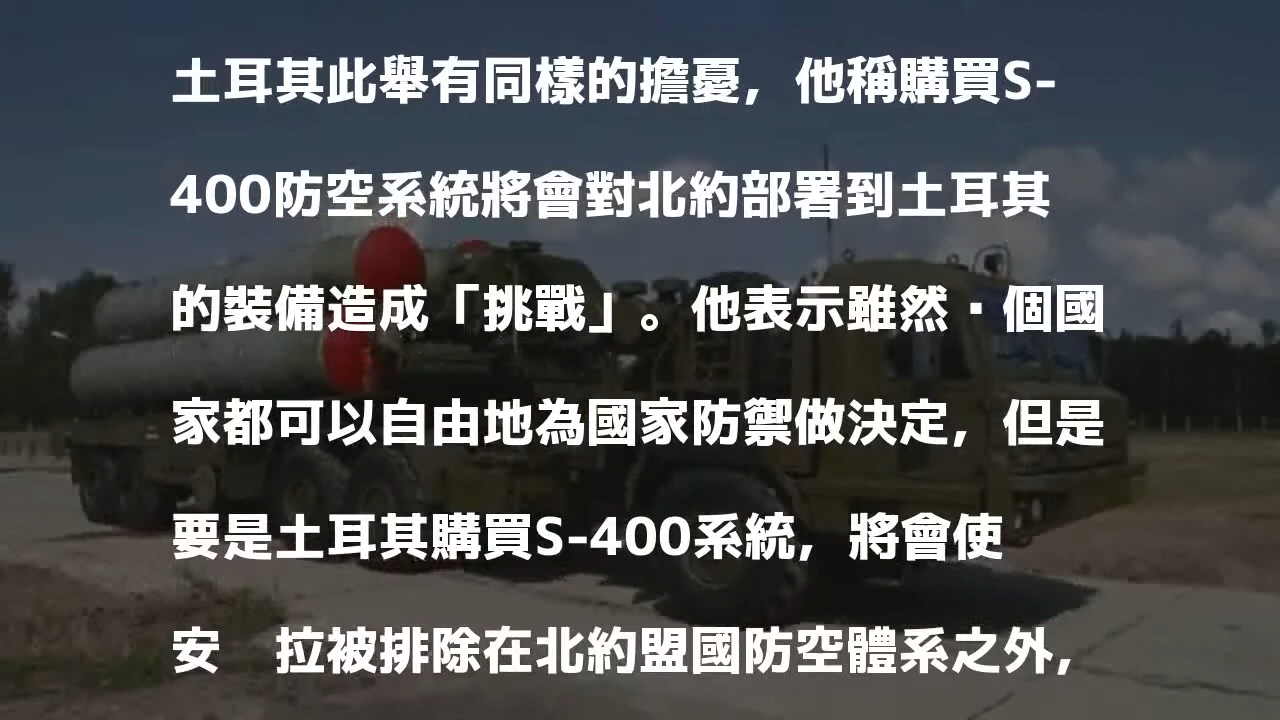 土耳其此舉有同樣的擔憂，他稱購買S-
400防空系統將會對北約部署到土耳其
的裝備造成「挑戰」。他表示雖然·個國
家都可以自由地為國家防禦做決定，但是
要是土耳其購買S-400系統，將會使
安　拉被排除在北約盟國防空體系之外，